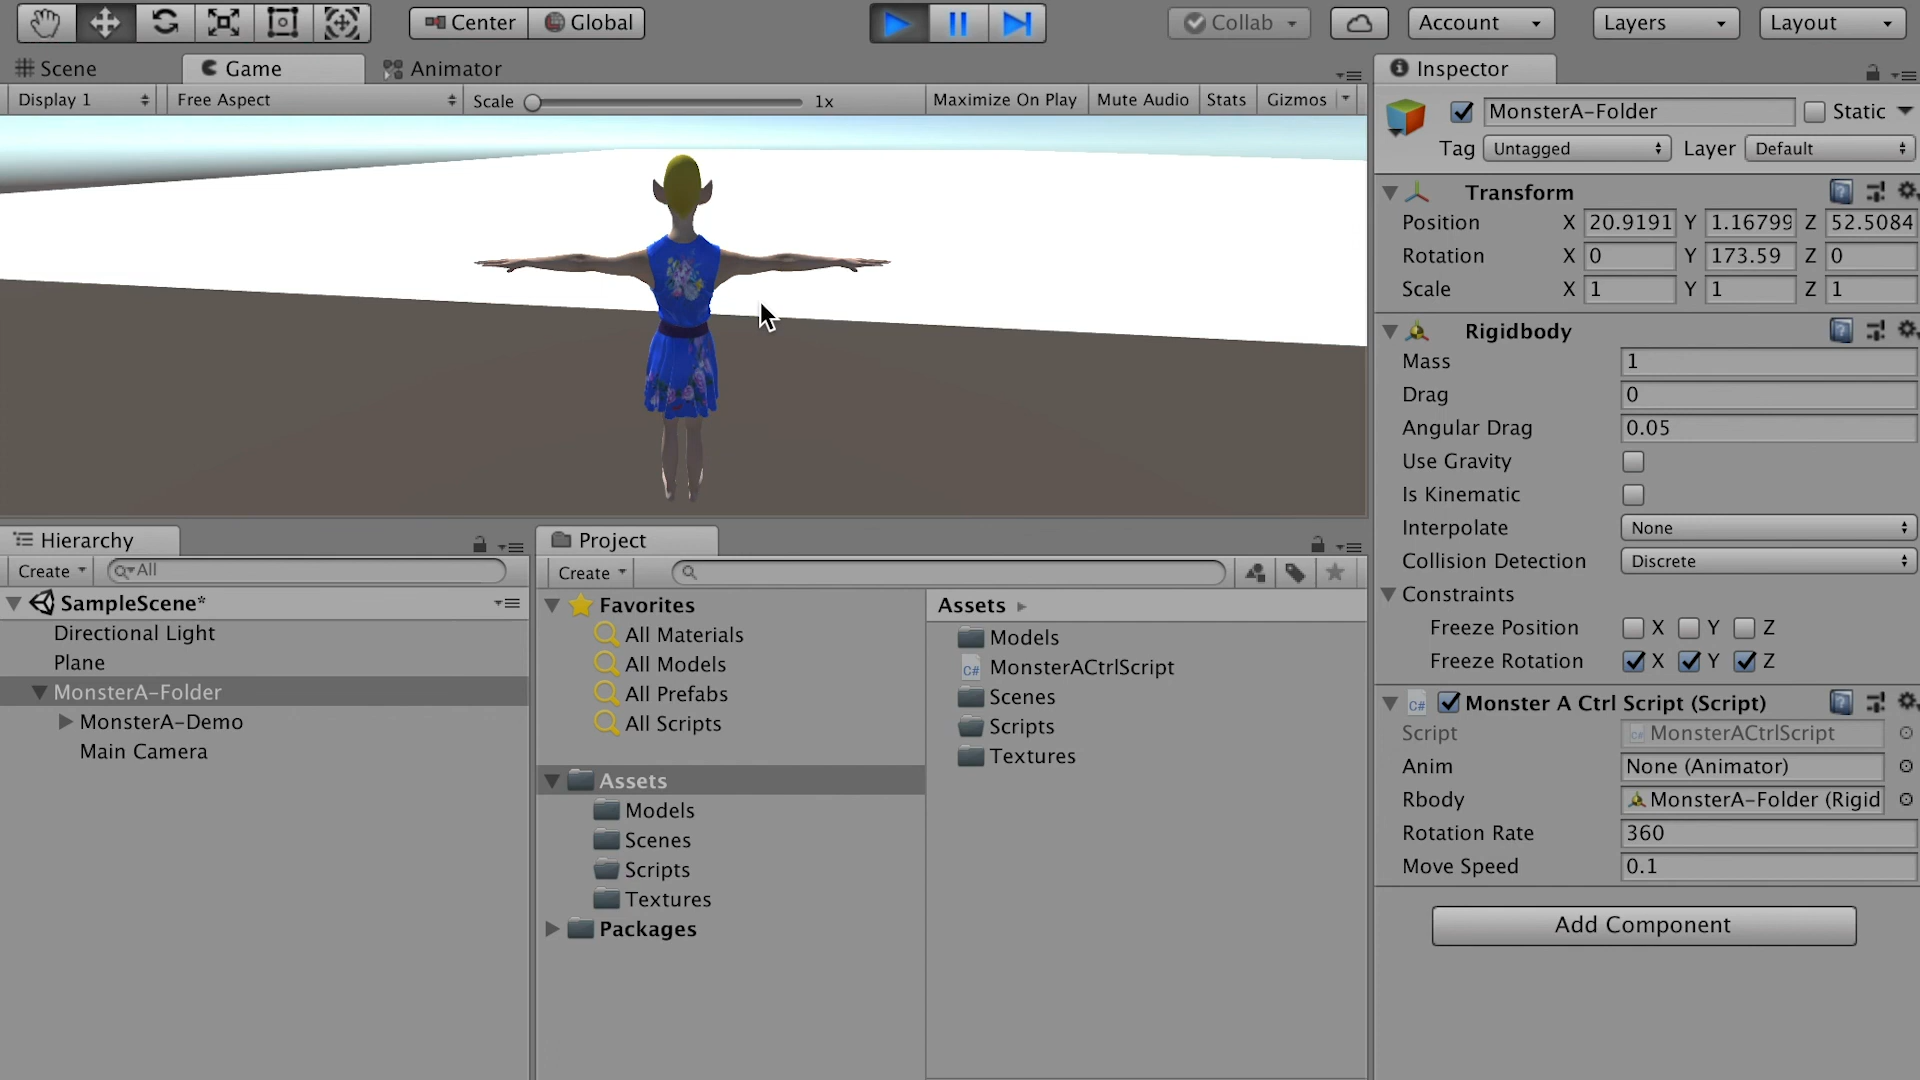 Center Global Collab Account Layers Layout
Scene Game Animator
Display 1 Free Aspect Scale 1x Maximize On Play Mute Audio Stats Gizmos
Hierarchy
Create All
SampleScene*
Directional Light
Plane
MonsterA-Folder
MonsterA-Demo
Main Camera
Project
Create
Favorites
All Materials
All Models
All Prefabs
All Scripts
Assets
Models
Scenes
Scripts
Textures
Packages
Assets
Models
C# MonsterACtrlScript
Scenes
Scripts
Textures
Inspector
MonsterA-Folder Static
Tag Untagged Layer Default
Transform
Position X 20.9191 Y 1.16799 Z 52.5084
Rotation X 0 Y 173.59 Z 0
Scale X 1 Y 1 Z 1
Rigidbody
Mass 1
Drag 0
Angular Drag 0.05
Use Gravity
Is Kinematic
Interpolate None
Collision Detection Discrete
Constraints
Freeze Position X Y Z
Freeze Rotation X Y Z
C# Monster A Ctrl Script (Script)
Script MonsterACtrlScript
Anim None (Animator)
Rbody MonsterA-Folder (Rigid
Rotation Rate 360
Move Speed 0.1
Add Component